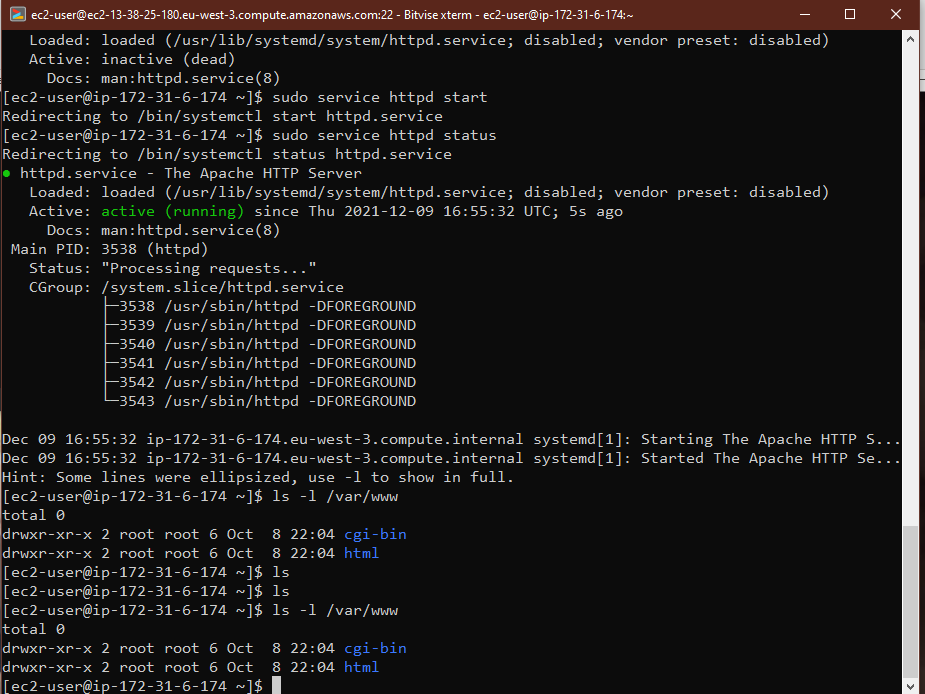 ec2-user@ec2-13-38-25-180.eu-west-3.compute.amazonaws.com:22 - Bitvise xterm - ec2-user@ip-172-31-6-174:~
   Loaded: loaded (/usr/lib/systemd/system/httpd.service; disabled; vendor preset: disabled)
   Active: inactive (dead)
     Docs: man:httpd.service(8)
[ec2-user@ip-172-31-6-174 ~]$ sudo service httpd start
Redirecting to /bin/systemctl start httpd.service
[ec2-user@ip-172-31-6-174 ~]$ sudo service httpd status
Redirecting to /bin/systemctl status httpd.service
● httpd.service - The Apache HTTP Server
   Loaded: loaded (/usr/lib/systemd/system/httpd.service; disabled; vendor preset: disabled)
   Active: active (running) since Thu 2021-12-09 16:55:32 UTC; 5s ago
     Docs: man:httpd.service(8)
 Main PID: 3538 (httpd)
   Status: "Processing requests..."
   CGroup: /system.slice/httpd.service
           ├─3538 /usr/sbin/httpd -DFOREGROUND
           ├─3539 /usr/sbin/httpd -DFOREGROUND
           ├─3540 /usr/sbin/httpd -DFOREGROUND
           ├─3541 /usr/sbin/httpd -DFOREGROUND
           ├─3542 /usr/sbin/httpd -DFOREGROUND
           └─3543 /usr/sbin/httpd -DFOREGROUND
Dec 09 16:55:32 ip-172-31-6-174.eu-west-3.compute.internal systemd[1]: Starting The Apache HTTP S...
Dec 09 16:55:32 ip-172-31-6-174.eu-west-3.compute.internal systemd[1]: Started The Apache HTTP Se...
Hint: Some lines were ellipsized, use -l to show in full.
[ec2-user@ip-172-31-6-174 ~]$ ls -l /var/www
total 0
drwxr-xr-x 2 root root 6 Oct  8 22:04 cgi-bin
drwxr-xr-x 2 root root 6 Oct  8 22:04 html
[ec2-user@ip-172-31-6-174 ~]$ ls
[ec2-user@ip-172-31-6-174 ~]$ ls
[ec2-user@ip-172-31-6-174 ~]$ ls -l /var/www
total 0
drwxr-xr-x 2 root root 6 Oct  8 22:04 cgi-bin
drwxr-xr-x 2 root root 6 Oct  8 22:04 html
[ec2-user@ip-172-31-6-174 ~]$